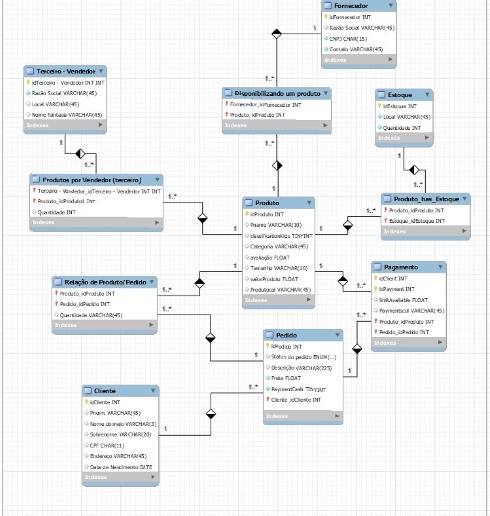 Fornecedor
idFornecedor INT
Razão Social VARCHAR(45)
CNPJ CHAR(15)
Contato VARCHAR(45)
Indexes
1
1..*
Terceiro - Vendedor
idTerceiro - Vendedor INT INT
Razão Social VARCHAR(45)
Local VARCHAR(45)
Nome Fantasia VARCHAR(45)
Indexes
1
1..*
Disponibilizando um produto
Fornecedor_idFornecedor INT
Produto_idProduto INT
Indexes
1..*
1
Estoque
idEstoque INT
Local VARCHAR(45)
Quantidade INT
Indexes
1
1..*
Produtos por Vendedor (terceiro)
Terceiro - Vendedor_idTerceiro - Vendedor INT INT
Produto_idProduto1 INT
Quantidade INT
Indexes
1..*
1
Produto
idProduto INT
Pname VARCHAR(10)
classificationKids TINYINT
Categoria VARCHAR(45)
avaliação FLOAT
Tamanho VARCHAR(10)
valorProduto FLOAT
Produtocol VARCHAR(45)
Indexes
1
1..*
Produto_has_Estoque
Produto_idProduto INT
Estoque_idEstoque INT
Indexes
Relação de Produto/Pedido
Produto_idProduto INT
Pedido_idPedido INT
Quantidade VARCHAR(45)
Indexes
1..*
1
1..*
1
1
1..*
Pagamento
idClient INT
idPayment INT
limitAvailable FLOAT
Paymentscol VARCHAR(45)
Produto_idProduto INT
Pedido_idPedido INT
Indexes
1..*
1
Pedido
idPedido INT
Status do pedido ENUM(...)
Descrição VARCHAR(225)
Frete FLOAT
PaymentCash TINYINT
Cliente_idCliente INT
Indexes
1..*
1
Cliente
idCliente INT
Pnome VARCHAR(45)
Nome do meio VARCHAR(3)
Sobrenome VARCHAR(20)
CPF CHAR(11)
Endereço VARCHAR(45)
Data de Nascimento DATE
Indexes